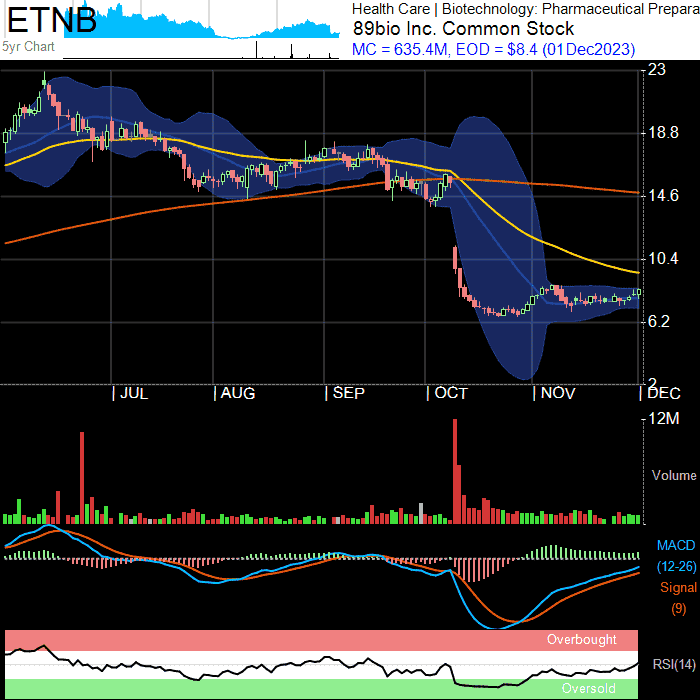 ETNB
5yr Chart
Health Care | Biotechnology: Pharmaceutical Prepara
89bio Inc. Common Stock
MC = 635.4M, EOD = $8.4 (01Dec2023)
23
18.8
14.6
10.4
6.2
2
| JUL | AUG | SEP | OCT | NOV | DEC
12M
Volume
MACD
(12-26)
Signal
(9)
Overbought
RSI(14)
Oversold